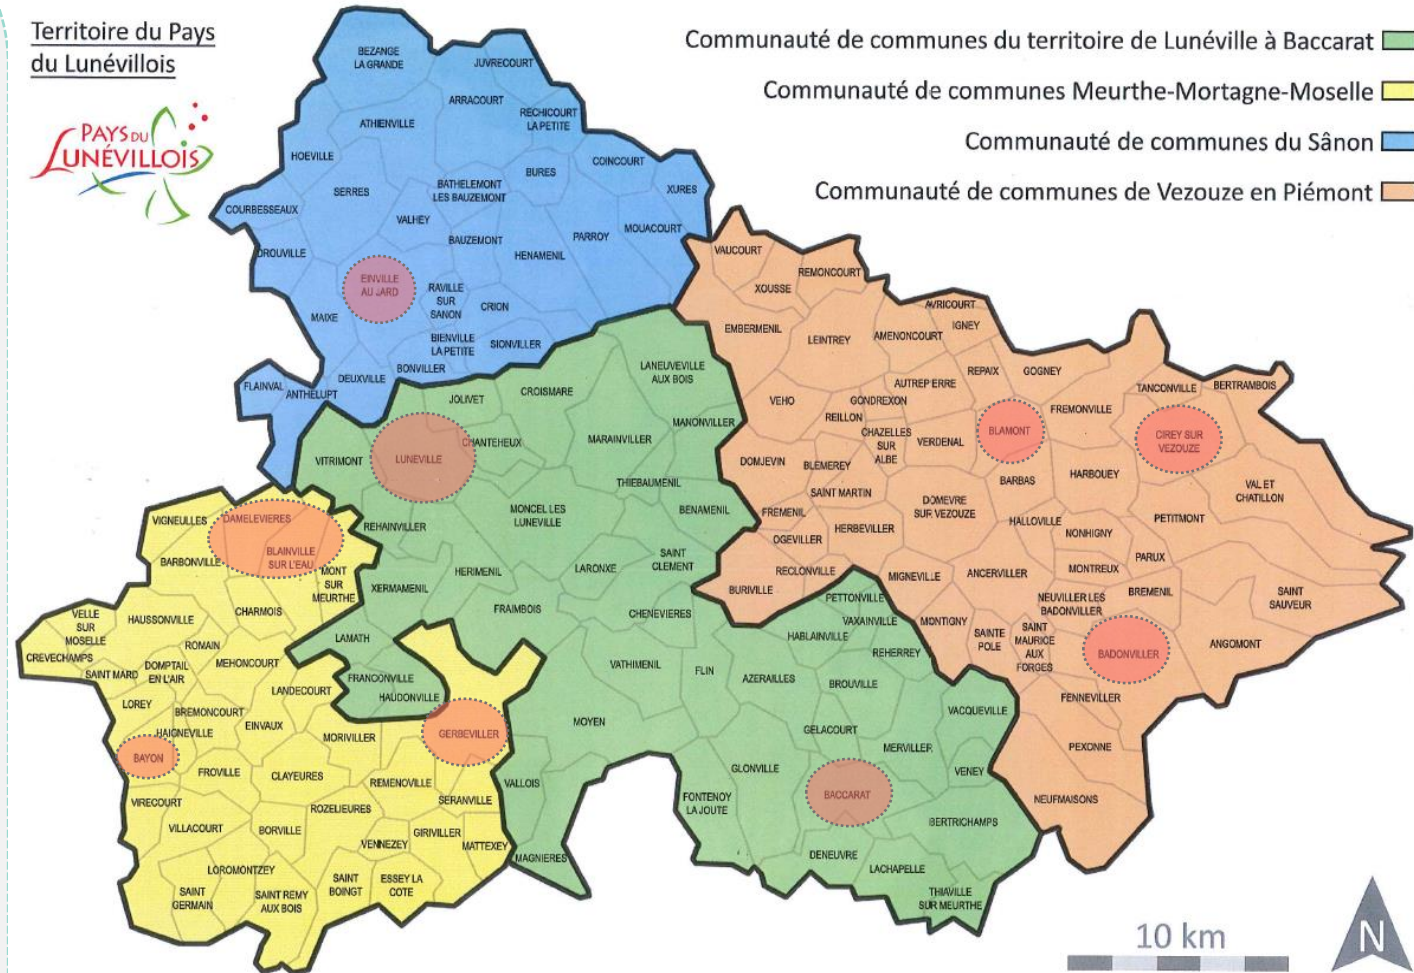 Territoire du Pays
du Lunévillois
PAYS DU
LUNÉVILLOIS
Communauté de communes du territoire de Lunéville à Baccarat
Communauté de communes Meurthe-Mortagne-Moselle
Communauté de communes du Sânon
Communauté de communes de Vezouze en Piémont
BEZANGE
LA GRANDE
JUVRECOURT
ARRACOURT
RECHICOURT
LA PETITE
ATHIENVILLE
HOEVILLE
COINCOURT
BURES
SERRES
BATHELEMONT
LES BAUZEMONT
XURES
COURBESSEAUX
VALHEY
MOUACOURT
PARROY
BAUZEMONT
DROUVILLE
HENAMENIL
EINVILLE
AU JARD
RAVILLE
SUR
SANON
CRION
MAIXE
BIENVILLE
LA PETITE
SIONVILLER
BONVILLER
DEUXVILLE
FLAINVAL
ANTHELUPT
VAUCOURT
REMONCOURT
XOUSSE
AVRICOURT
EMBERMENIL
IGNEY
LEINTREY
AMENONCOURT
REPAIX
GOGNEY
AUTREPIERRE
TANCONVILLE
BERTRAMBOIS
VEHO
GONDREXON
REILLON
FREMONVILLE
CHAZELLES
SUR
ALBE
VERDENAL
BLAMONT
CIREY SUR
VEZOUZE
DOMJEVIN
BLEMEREY
HARBOUEY
BARBAS
VAL ET
CHATILLON
SAINT MARTIN
DOMEVRE
SUR VEZOUZE
FREMENIL
HERBEVILLER
HALLOVILLE
PETITMONT
OGEVILLER
NONHIGNY
PARUX
MONTREUX
RECLONVILLE
MIGNEVILLE
ANCERVILLER
BURIVILLE
BREMENIL
NEUVILLER LES
BADONVILLER
SAINT
SAUVEUR
MONTIGNY
SAINTE
POLE
SAINT
MAURICE
AUX
FORGES
BADONVILLER
ANGOMONT
FENNEVILLER
PEXONNE
NEUFMAISONS
LANEUVEVILLE
AUX BOIS
CROISMARE
JOLIVET
MANONVILLER
CHANTEHEUX
MARAINVILLER
VITRIMONT
LUNEVILLE
THIEBAUMENIL
MONCEL LES
LUNEVILLE
BENAMENIL
REHAINVILLER
SAINT
CLEMENT
HERIMENIL
LARONXE
XERMAMENIL
FRAIMBOIS
CHENEVIERES
LAMATH
PETTONVILLE
VAXAINVILLE
HABLAINVILLE
REHERREY
VATHIMENIL
FLIN
AZERAILLES
BROUVILLE
FRANCONVILLE
HAUDONVILLE
VACQUEVILLE
MOYEN
GELACOURT
MERVILLER
GLONVILLE
VENEY
VALLOIS
FONTENOY
LA JOUTE
BACCARAT
BERTRICHAMPS
DENEUVRE
LACHAPELLE
MAGNIERES
THIAVILLE
SUR MEURTHE
VIGNEULLES
DAMELEVIERES
BLAINVILLE
SUR L'EAU
BARBONVILLE
MONT
SUR
MEURTHE
CHARMOIS
VELLE
SUR
MOSELLE
HAUSSONVILLE
ROMAIN
CREVECHAMPS
DOMPTAIL
EN L'AIR
MEHONCOURT
SAINT MARD
LANDECOURT
LOREY
BREMONCOURT
EINVAUX
HAIGNEVILLE
MORIVILLER
GERBEVILLER
BAYON
FROVILLE
CLAYEURES
REMENOVILLE
VIRECOURT
SERANVILLE
ROZELIEURES
VILLACOURT
BORVILLE
GIRIVILLER
VENNEZEY
MATTEXEY
LOROMONTZEY
SAINT
BOINGT
ESSEY LA
COTE
SAINT
GERMAIN
SAINT REMY
AUX BOIS
10 km
N